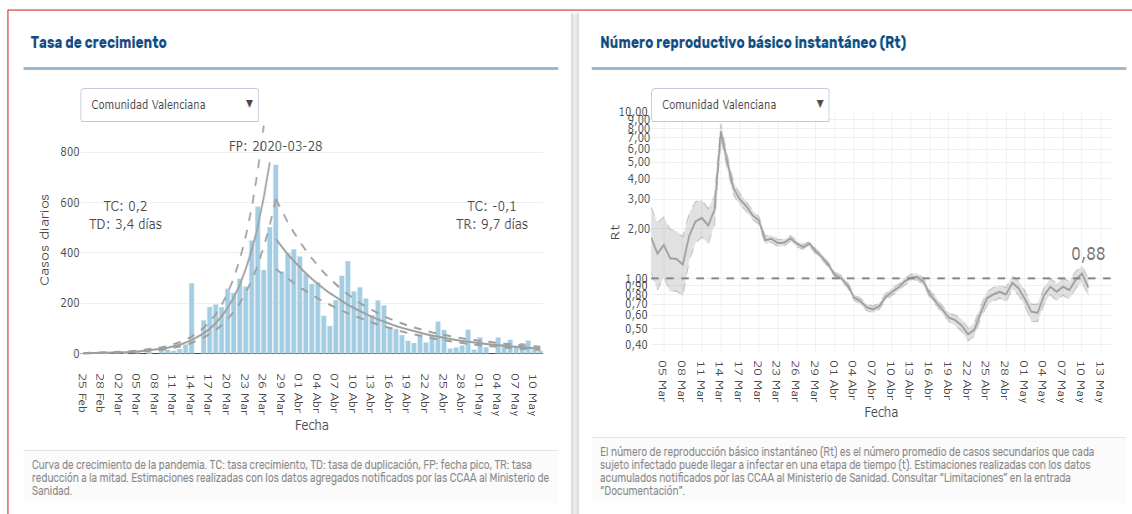 Tasa de crecimiento
Comunidad Valenciana ▼
FP: 2020-03-28
800
600
400
200
0
Casos diarios
TC: 0,2
TD: 3,4 días
TC: -0,1
TR: 9,7 días
25 Feb
28 Feb
02 Mar
05 Mar
08 Mar
11 Mar
14 Mar
17 Mar
20 Mar
23 Mar
26 Mar
29 Mar
01 Abr
04 Abr
07 Abr
10 Abr
13 Abr
16 Abr
19 Abr
22 Abr
25 Abr
28 Abr
01 May
04 May
07 May
10 May
Fecha
Curva de crecimiento de la pandemia. TC: tasa crecimiento, TD: tasa de duplicación, FP: fecha pico, TR: tasa
reducción a la mitad. Estimaciones realizadas con los datos agregados notificados por las CCAA al Ministerio de
Sanidad.
Número reproductivo básico instantáneo (Rt)
Comunidad Valenciana ▼
10,00
9,00
8,00
7,00
6,00
5,00
4,00
3,00
2,00
1,00
0,90
0,80
0,70
0,60
0,50
0,40
Rt
0,88
05 Mar
08 Mar
11 Mar
14 Mar
17 Mar
20 Mar
23 Mar
26 Mar
29 Mar
01 Abr
04 Abr
07 Abr
10 Abr
13 Abr
16 Abr
19 Abr
22 Abr
25 Abr
28 Abr
01 May
04 May
07 May
10 May
13 May
Fecha
El número de reproducción básico instantáneo (Rt) es el número promedio de casos secundarios que cada
sujeto infectado puede llegar a infectar en una etapa de tiempo (t). Estimaciones realizadas con los datos
acumulados notificados por las CCAA al Ministerio de Sanidad. Consultar "Limitaciones" en la entrada
"Documentación".